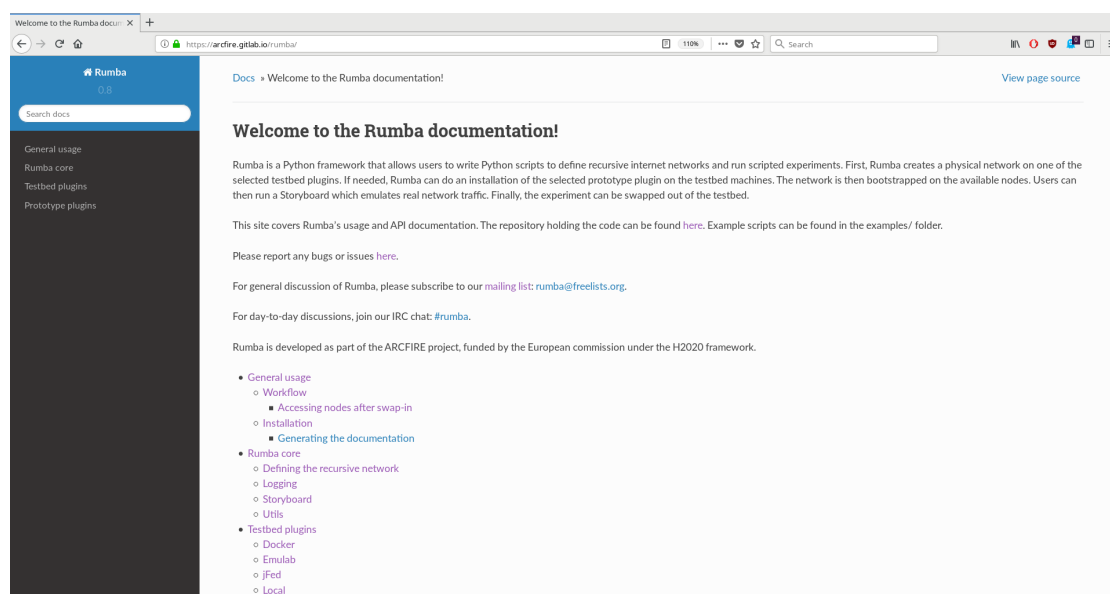 Welcome to the Rumba docum
https://arcfire.gitlab.io/rumba/
110%
Search
Rumba
0.8
Search docs
General usage
Rumba core
Testbed plugins
Prototype plugins
Docs » Welcome to the Rumba documentation!
View page source
Welcome to the Rumba documentation!
Rumba is a Python framework that allows users to write Python scripts to define recursive internet networks and run scripted experiments. First, Rumba creates a physical network on one of the
selected testbed plugins. If needed, Rumba can do an installation of the selected prototype plugin on the testbed machines. The network is then bootstrapped on the available nodes. Users can
then run a Storyboard which emulates real network traffic. Finally, the experiment can be swapped out of the testbed.
This site covers Rumba's usage and API documentation. The repository holding the code can be found here. Example scripts can be found in the examples/ folder.
Please report any bugs or issues here.
For general discussion of Rumba, please subscribe to our mailing list: rumba@freelists.org.
For day-to-day discussions, join our IRC chat: #rumba.
Rumba is developed as part of the ARCFIRE project, funded by the European commission under the H2020 framework.
General usage
Workflow
Accessing nodes after swap-in
Installation
Generating the documentation
Rumba core
Defining the recursive network
Logging
Storyboard
Utils
Testbed plugins
Docker
Emulab
jFed
Local